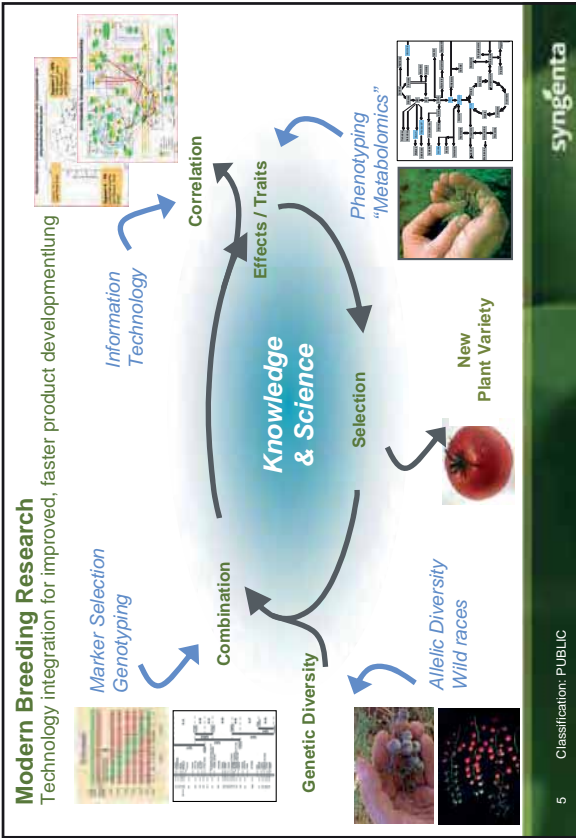 Modern Breeding Research
Technology integration for improved, faster product developmentlung
Marker Selection
Genotyping
Information
Technology
Combination
Correlation
Effects / Traits
Knowledge
& Science
Genetic Diversity
Selection
Allelic Diversity
Wild races
New
Plant Variety
Phenotyping
“Metabolomics”
5
Classification: PUBLIC
syngenta